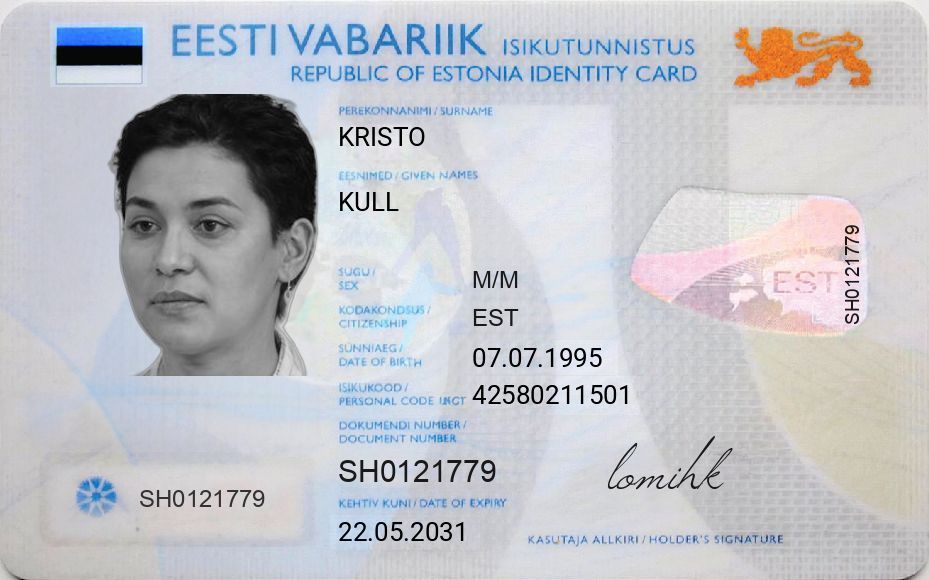 EESTI VABARIIK ISIKUTUNNISTUS
REPUBLIC OF ESTONIA IDENTITY CARD
PEREKONNANIMI / SURNAME
KRISTO
EESNIMED / GIVEN NAMES
KULL
SUGU /
SEX
M/M
KODAKONDSUS /
CITIZENSHIP
EST
SÜNNIAEG /
DATE OF BIRTH
07.07.1995
ISIKUKOOD /
PERSONAL CODE
42580211501
DOKUMENDI NUMBER /
DOCUMENT NUMBER
SH0121779
KEHTIV KUNI / DATE OF EXPIRY
22.05.2031
SH0121779
EST
SH0121779
lomihk
KASUTAJA ALLKIRI / HOLDER'S SIGNATURE